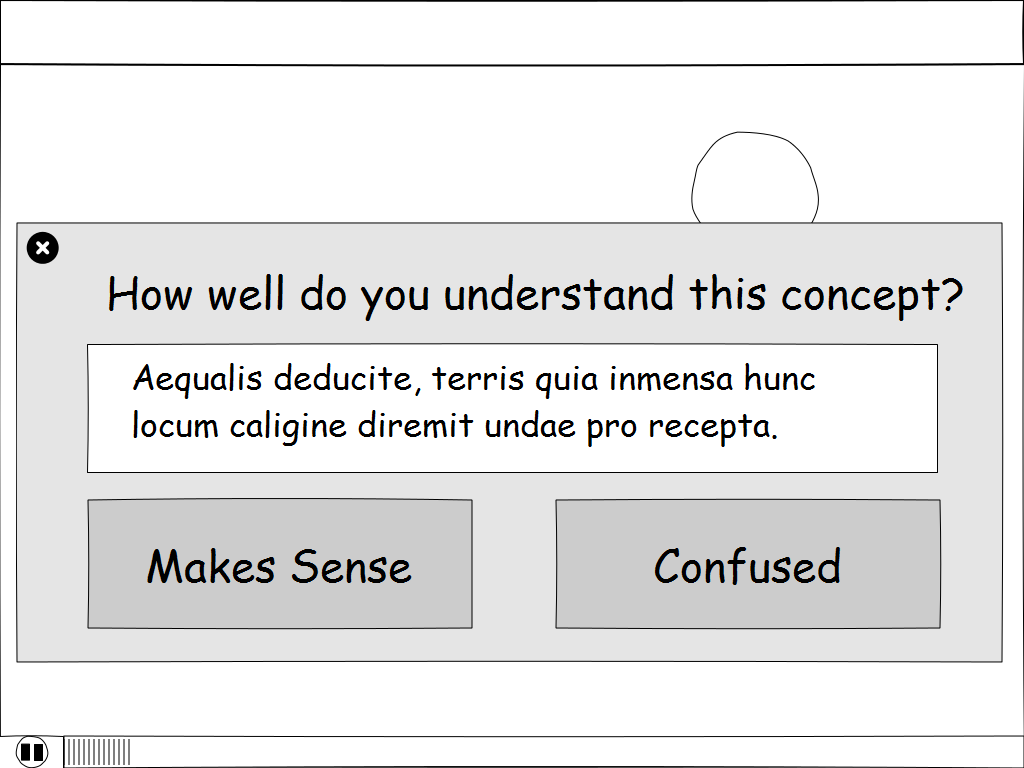 How well do you understand this concept?
Aequalis deducite, terris quia inmensa hunc
locum caligine diremit undae pro recepta.
Makes Sense
Confused